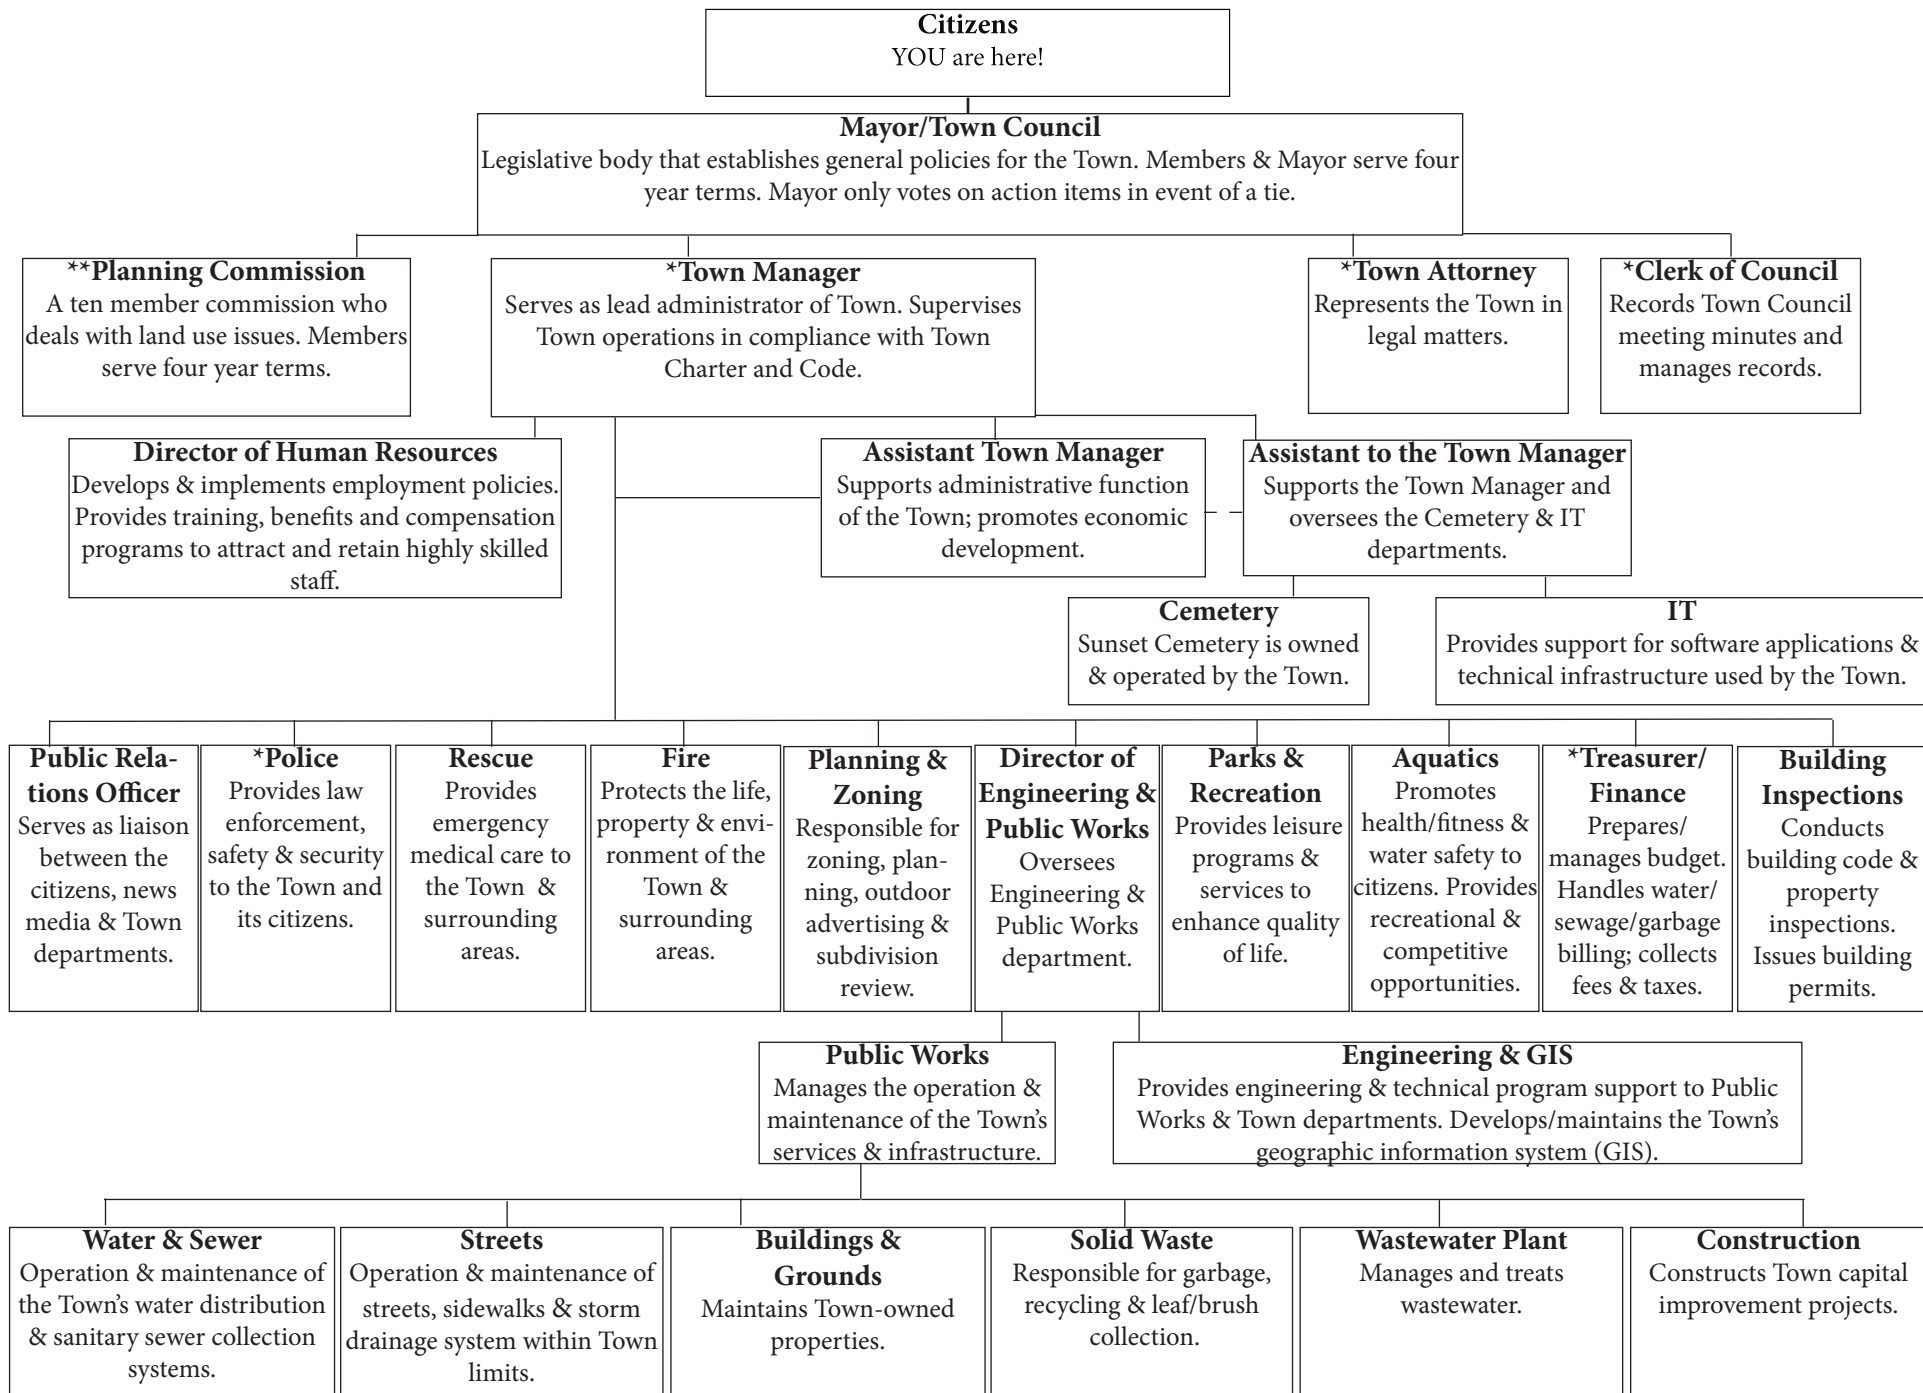 Citizens
YOU are here!
Mayor/Town Council
Legislative body that establishes general policies for the Town. Members & Mayor serve four
year terms. Mayor only votes on action items in event of a tie.
**Planning Commission
A ten member commission who
deals with land use issues. Members
serve four year terms.
*Town Manager
Serves as lead administrator of Town. Supervises
Town operations in compliance with Town
Charter and Code.
*Town Attorney
Represents the Town in
legal matters.
*Clerk of Council
Records Town Council
meeting minutes and
manages records.
Director of Human Resources
Develops & implements employment policies.
Provides training, benefits and compensation
programs to attract and retain highly skilled
staff.
Assistant Town Manager
Supports administrative function
of the Town; promotes economic
development.
Assistant to the Town Manager
Supports the Town Manager and
oversees the Cemetery & IT
departments.
Cemetery
Sunset Cemetery is owned
& operated by the Town.
IT
Provides support for software applications &
technical infrastructure used by the Town.
Public Rela-
tions Officer
Serves as liaison
between the
citizens, news
media & Town
departments.
*Police
Provides law
enforcement,
safety & security
to the Town and
its citizens.
Rescue
Provides
emergency
medical care to
the Town &
surrounding
areas.
Fire
Protects the life,
property & envi-
ronment of the
Town &
surrounding
areas.
Planning &
Zoning
Responsible for
zoning, plan-
ning, outdoor
advertising &
subdivision
review.
Director of
Engineering &
Public Works
Oversees
Engineering &
Public Works
department.
Parks &
Recreation
Provides leisure
programs &
services to
enhance quality
of life.
Aquatics
Promotes
health/fitness &
water safety to
citizens. Provides
recreational &
competitive
opportunities.
*Treasurer/
Finance
Prepares/
manages budget.
Handles water/
sewage/garbage
billing; collects
fees & taxes.
Building
Inspections
Conducts
building code &
property
inspections.
Issues building
permits.
Public Works
Manages the operation &
maintenance of the Town's
services & infrastructure.
Engineering & GIS
Provides engineering & technical program support to Public
Works & Town departments. Develops/maintains the Town's
geographic information system (GIS).
Water & Sewer
Operation & maintenance of
the Town's water distribution
& sanitary sewer collection
systems.
Streets
Operation & maintenance of
streets, sidewalks & storm
drainage system within Town
limits.
Buildings &
Grounds
Maintains Town-owned
properties.
Solid Waste
Responsible for garbage,
recycling & leaf/brush
collection.
Wastewater Plant
Manages and treats
wastewater.
Construction
Constructs Town capital
improvement projects.